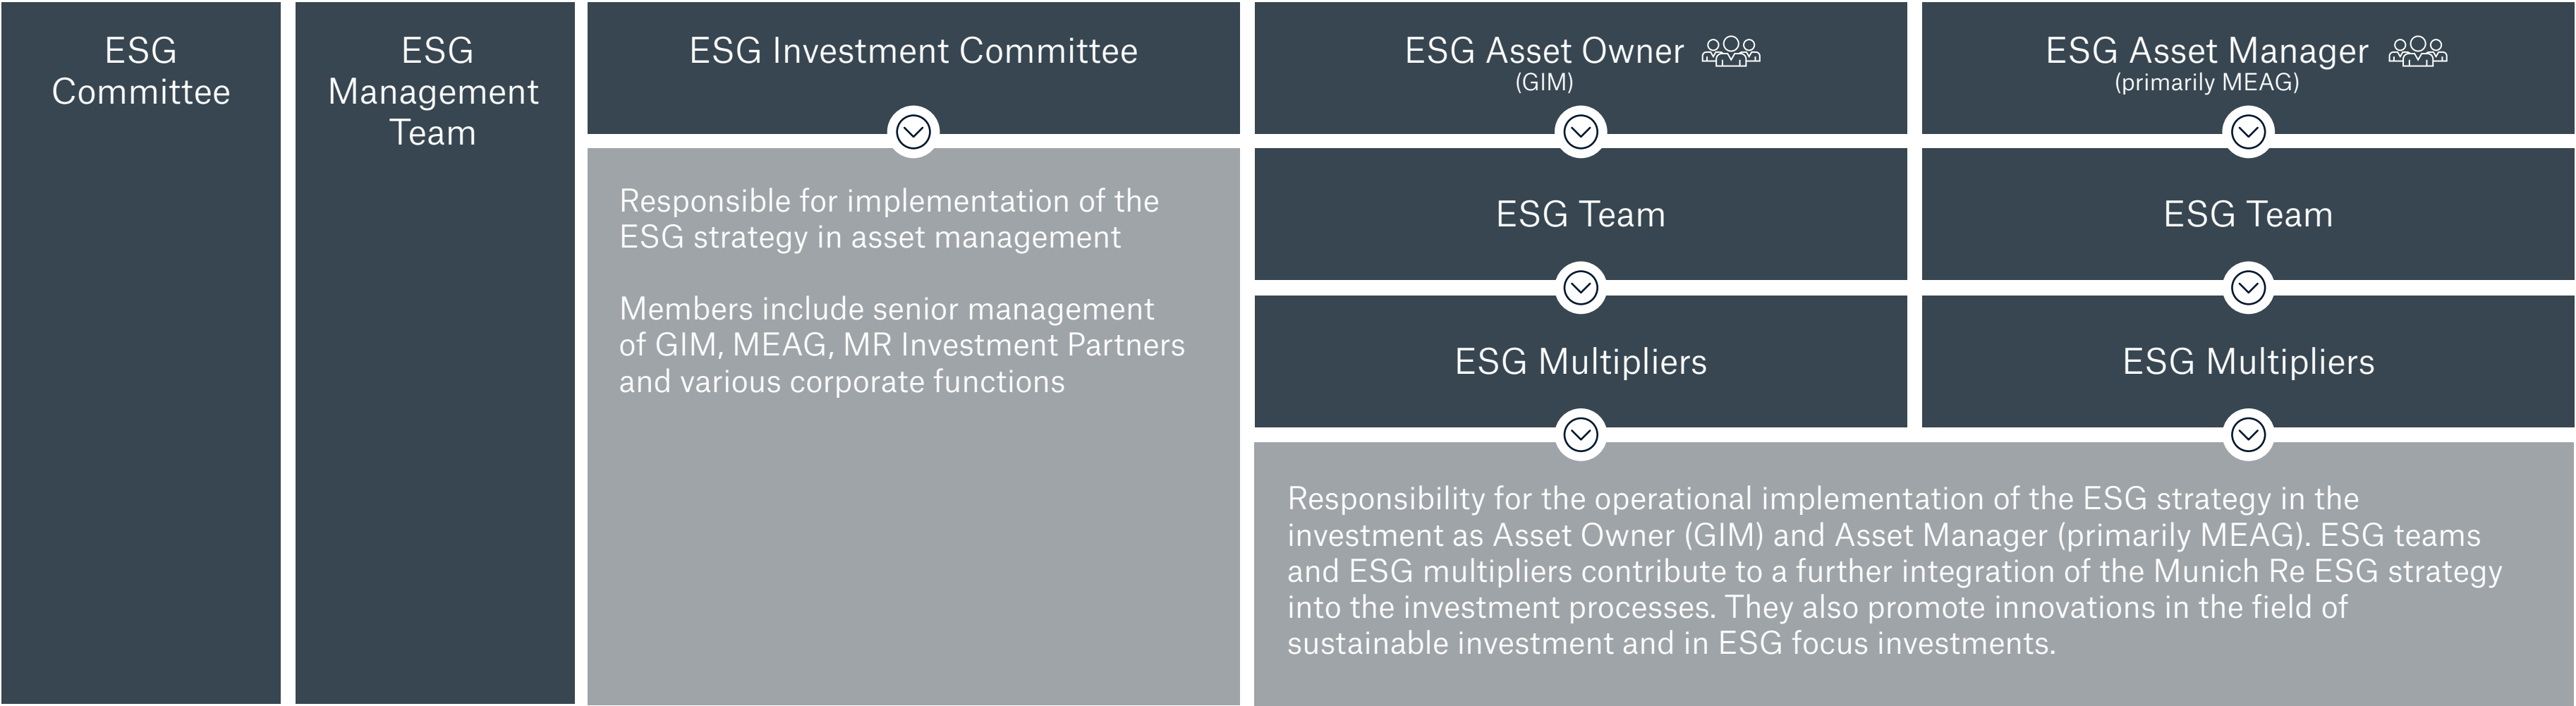 ESG
Committee
ESG
Management
Team
ESG Investment Committee
Responsible for implementation of the
ESG strategy in asset management
Members include senior management
of GIM, MEAG, MR Investment Partners
and various corporate functions
ESG Asset Owner
(GIM)
ESG Team
ESG Multipliers
ESG Asset Manager
(primarily MEAG)
ESG Team
ESG Multipliers
Responsibility for the operational implementation of the ESG strategy in the
investment as Asset Owner (GIM) and Asset Manager (primarily MEAG). ESG teams
and ESG multipliers contribute to a further integration of the Munich Re ESG strategy
into the investment processes. They also promote innovations in the field of
sustainable investment and in ESG focus investments.